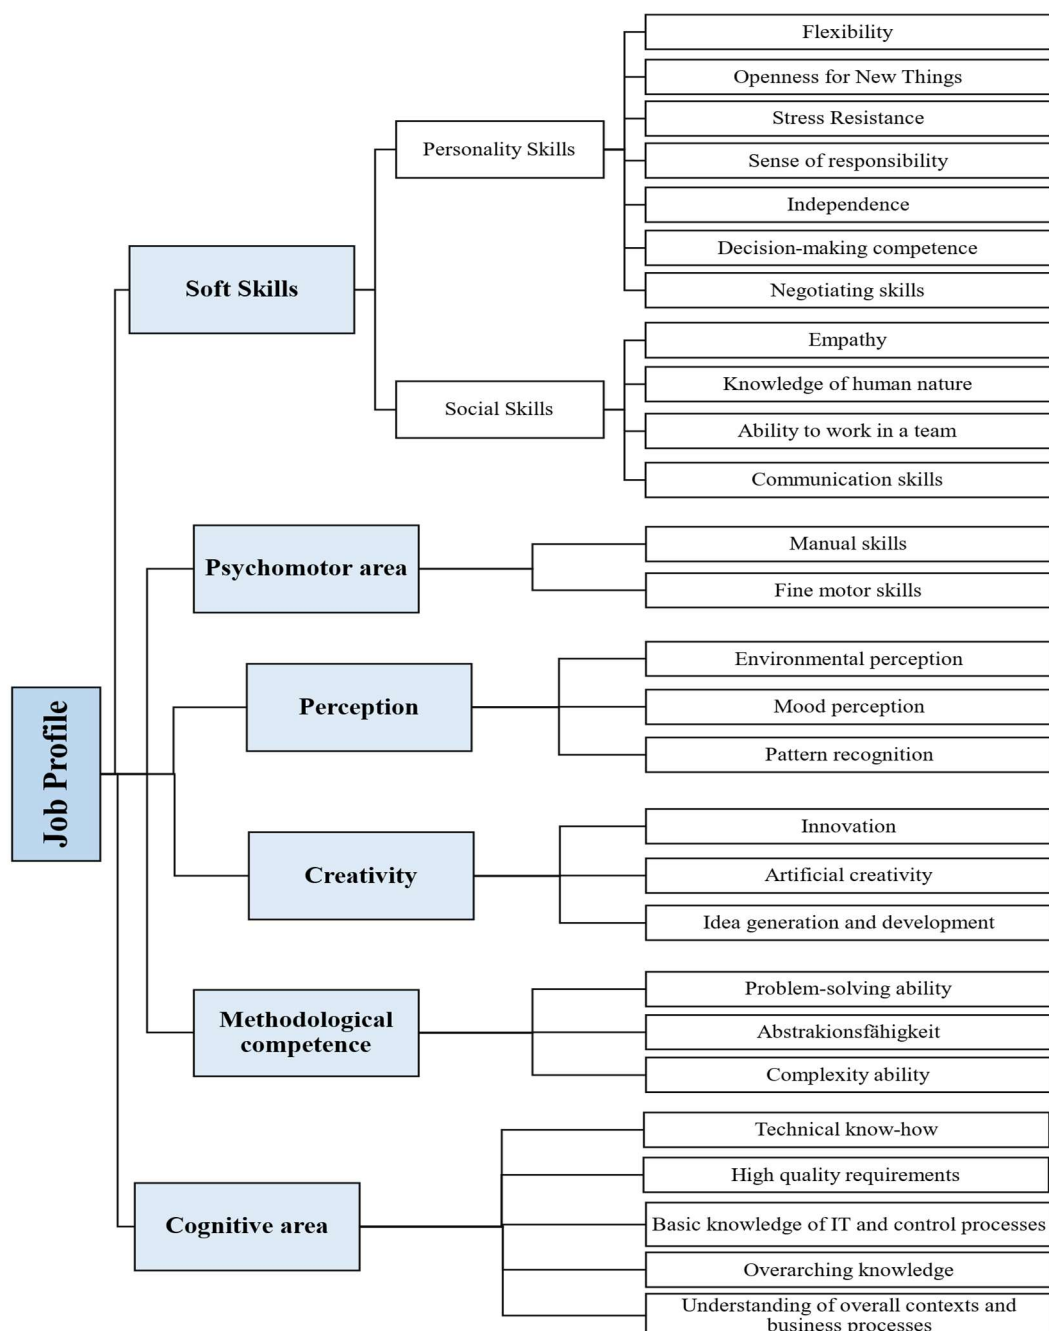 Flexibility
Openness for New Things
Stress Resistance
Personality Skills
Sense of responsibility
Independence
Decision-making competence
Soft Skills
Negotiating skills
Empathy
Knowledge of human nature
Social Skills
Ability to work in a team
Communication skills
Manual skills
Psychomotor area
Fine motor skills
Environmental perception
Perception
Mood perception
Pattern recognition
Job Profile
Innovation
Creativity
Artificial creativity
Idea generation and development
Problem-solving ability
Methodological
competence
Abstrakionsfähigkeit
Complexity ability
Technical know-how
High quality requirements
Cognitive area
Basic knowledge of IT and control processes
Overarching knowledge
Understanding of overall contexts and
business processes